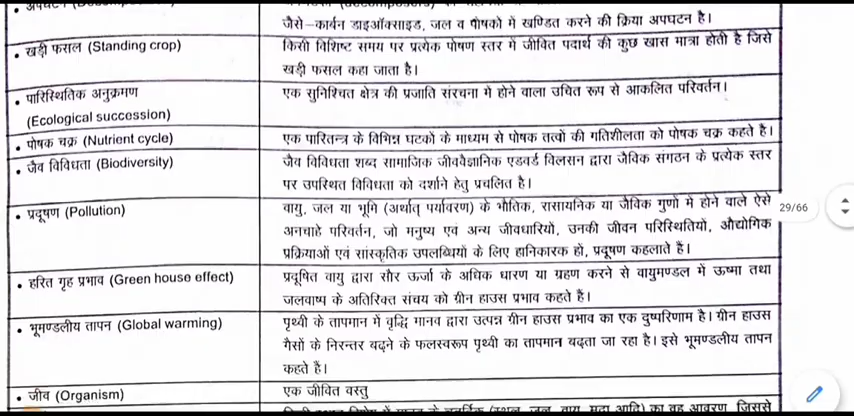 जैसे–कार्बन डाइऑक्साइड, जल व पोषकों में खण्डित करने की क्रिया अपघटन है।
• खड़ी फसल (Standing crop)
किसी विशिष्ट समय पर प्रत्येक पोषण स्तर में जीवित पदार्थ की कुछ खास मात्रा होती है जिसे
खड़ी फसल कहा जाता है।
• पारिस्थितिक अनुक्रमण
(Ecological succession)
एक सुनिश्चित क्षेत्र की प्रजाति संरचना में होने वाला उचित रूप से आकलित परिवर्तन।
• पोषक चक्र (Nutrient cycle)
एक पारितन्त्र के विभिन्न घटकों के माध्यम से पोषक तत्वों की गतिशीलता को पोषक चक्र कहते है।
• जैव विविधता (Biodiversity)
जैव विविधता शब्द सामाजिक जीववैज्ञानिक एडवर्ड विलसन द्वारा जैविक संगठन के प्रत्येक स्तर
पर उपस्थित विविधता को दर्शाने हेतु प्रचलित है।
• प्रदूषण (Pollution)
वायु, जल या भूमि (अर्थात् पर्यावरण) के भौतिक, रासायनिक या जैविक गुणों में होने वाले ऐसे
अनचाहे परिवर्तन, जो मनुष्य एवं अन्य जीवधारियों, उनकी जीवन परिस्थितियों, औद्योगिक
प्रक्रियाओं एवं सांस्कृतिक उपलब्धियों के लिए हानिकारक हो, प्रदूषण कहलाते हैं।
29/66
• हरित गृह प्रभाव (Green house effect)
प्रदूषित वायु द्वारा सौर ऊर्जा के अधिक धारण या ग्रहण करने से वायुमण्डल में ऊष्मा तथा
जलवाष्प के अतिरिक्त संचय को ग्रीन हाउस प्रभाव कहते हैं।
• भूमण्डलीय तापन (Global warming)
पृथ्वी के तापमान में वृद्धि मानव द्वारा उत्पन्न ग्रीन हाउस प्रभाव का एक दुष्परिणाम है। ग्रीन हाउस
गैसों के निरन्तर बढ़ने के फलस्वरूप पृथ्वी का तापमान बढ़ता जा रहा है। इसे भूमण्डलीय तापन
कहते हैं।
• जीव (Organism)
एक जीवित वस्तु